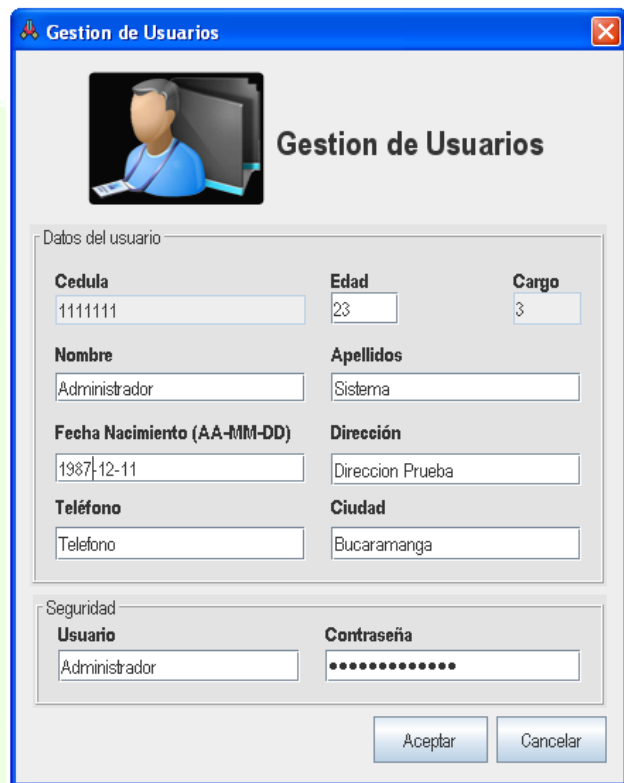 Gestion de Usuarios
Gestion de Usuarios
Datos del usuario
Cedula Edad Cargo
1111111 23 3
Nombre Apellidos
Administrador Sistema
Fecha Nacimiento (AA-MM-DD) Dirección
1987-12-11 Direccion Prueba
Teléfono Ciudad
Telefono Bucaramanga
Seguridad
Usuario Contraseña
Administrador •••••••••••••
Aceptar Cancelar